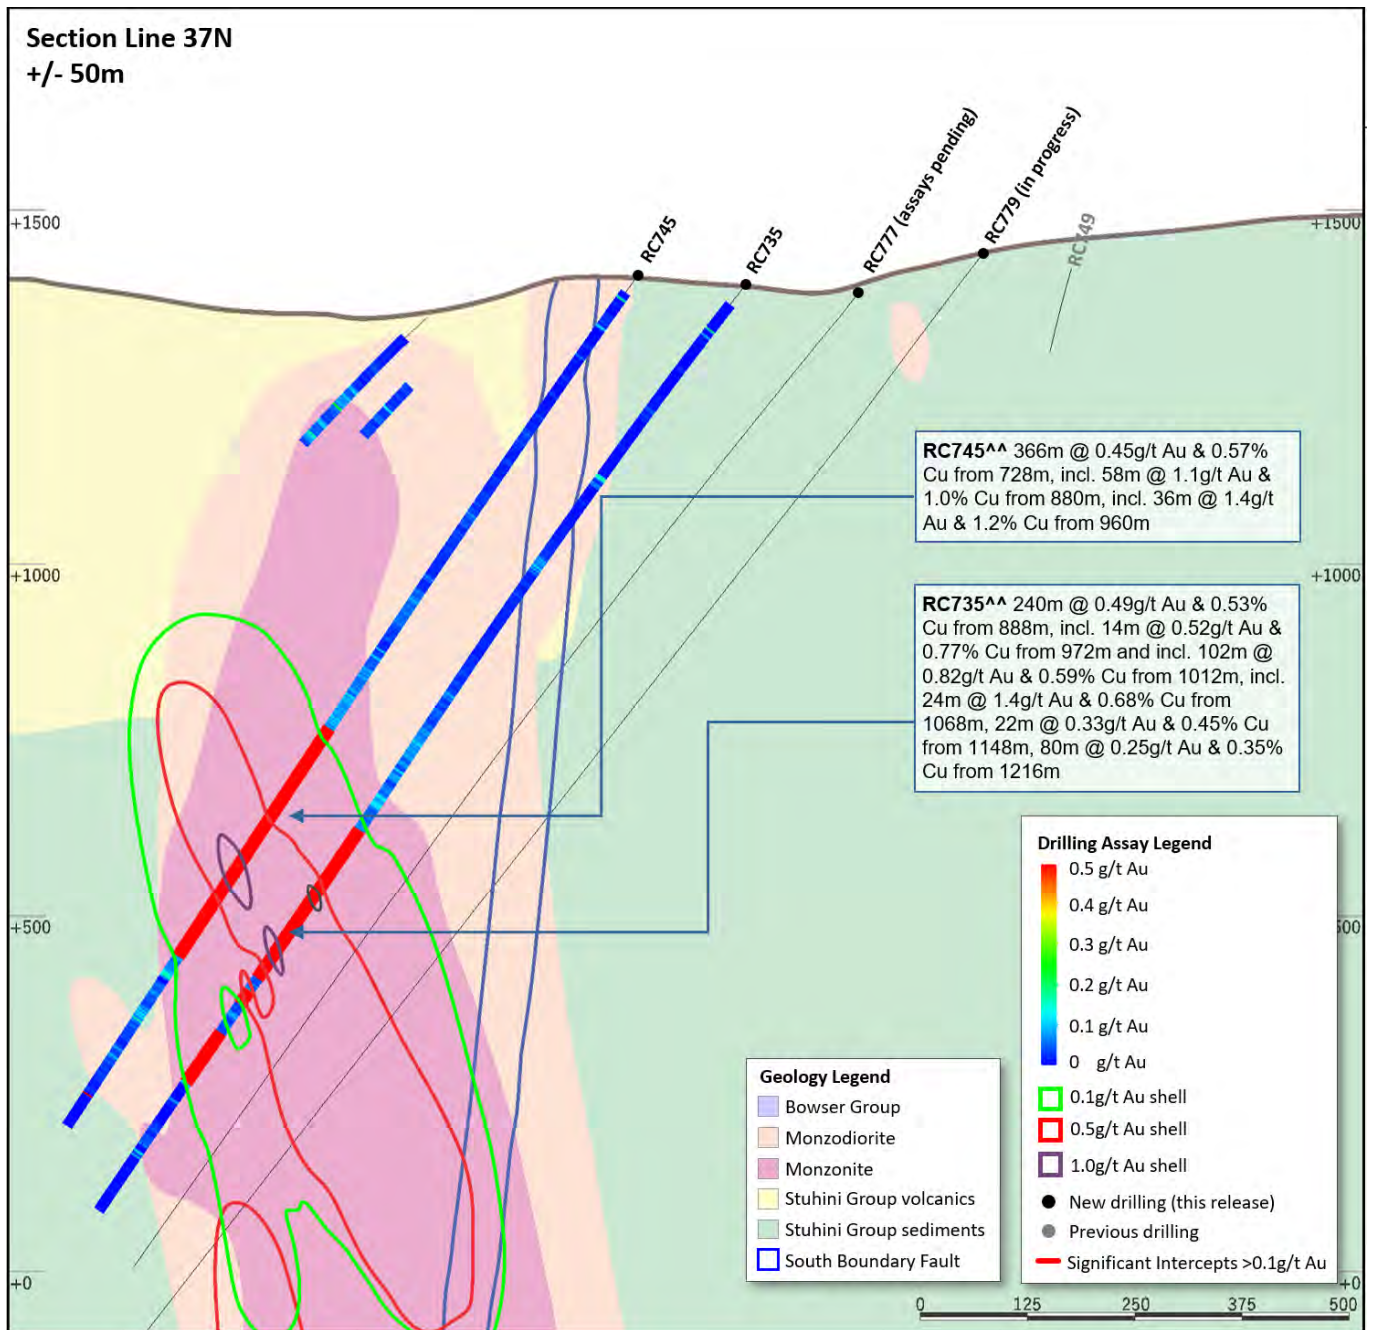 Section Line 37N
+/- 50m
RC745
RC735
RC777 (assays pending)
RC779 (in progress)
RC749
+1500
+1500
RC745^^ 366m @ 0.45g/t Au & 0.57%
Cu from 728m, incl. 58m @ 1.1g/t Au &
1.0% Cu from 880m, incl. 36m @ 1.4g/t
Au & 1.2% Cu from 960m
+1000
+1000
RC735^^ 240m @ 0.49g/t Au & 0.53%
Cu from 888m, incl. 14m @ 0.52g/t Au &
0.77% Cu from 972m and incl. 102m @
0.82g/t Au & 0.59% Cu from 1012m, incl.
24m @ 1.4g/t Au & 0.68% Cu from
1068m, 22m @ 0.33g/t Au & 0.45% Cu
from 1148m, 80m @ 0.25g/t Au & 0.35%
Cu from 1216m
+500
500
Drilling Assay Legend
0.5 g/t Au
0.4 g/t Au
0.3 g/t Au
0.2 g/t Au
0.1 g/t Au
0 g/t Au
0.1g/t Au shell
0.5g/t Au shell
1.0g/t Au shell
New drilling (this release)
Previous drilling
Significant Intercepts >0.1g/t Au
Geology Legend
Bowser Group
Monzodiorite
Monzonite
Stuhini Group volcanics
Stuhini Group sediments
South Boundary Fault
+0
+0
0 125 250 375 500